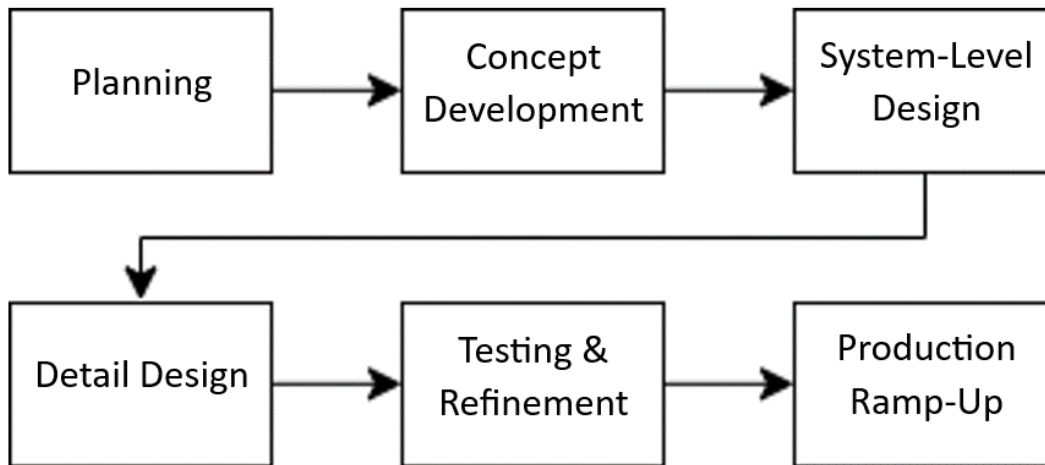 Planning
Concept
Development
System-Level
Design
Detail Design
Testing &
Refinement
Production
Ramp-Up